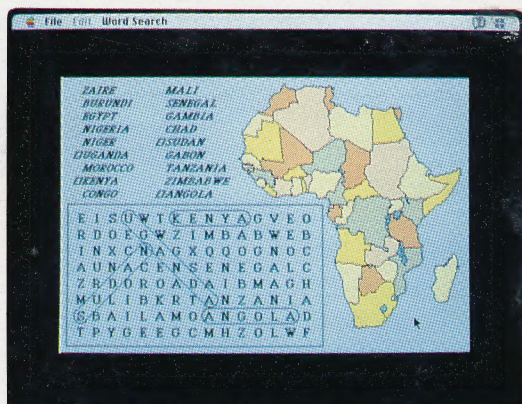 File Edit Word Search
ZAIRE MALI
BURUNDI SENEGAL
EGYPT GAMBIA
NIGERIA CHAD
NIGER □SUDAN
□UGANDA GABON
MOROCCO TANZANIA
□KENYA ZIMBABWE
CONGO □ANGOLA
E I S U W T K E N Y A G V E O
R D O E G W Z I M B A B W E B
I N X C N A G X Q Q O G N O C
A U N A C E N S E N E G A L C
Z R D O R O A D A I B M A G H
M U L I B K R T A N Z A N I A
S B A I L A M O A N G O L A D
T P Y G E E G C M H Z O L W F